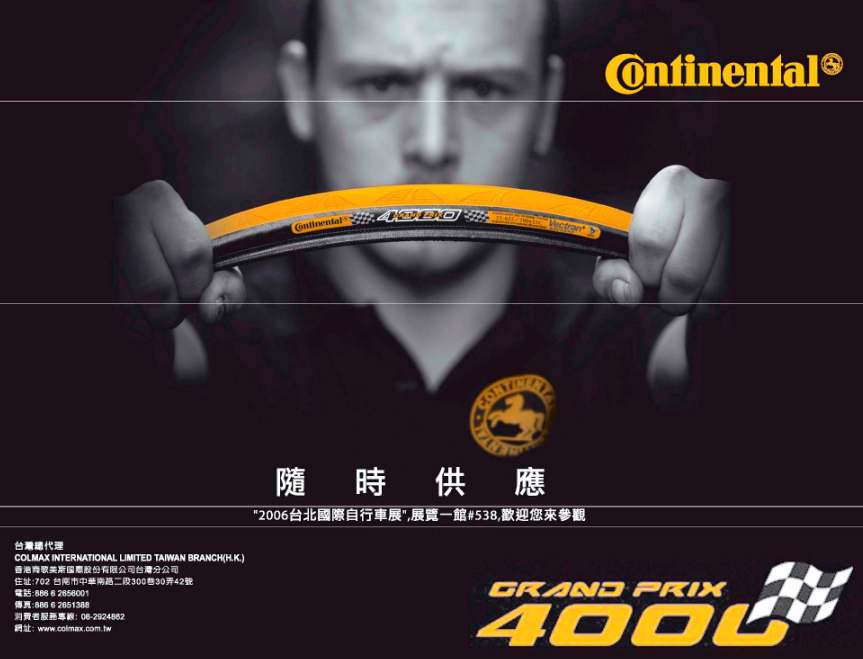 Continental
Continental 4000 GRAND PRIX Vectran
CONTINENTAL
隨 時 供 應
"2006台北國際自行車展",展覽一館#538,歡迎您來參觀
台灣總代理
COLMAX INTERNATIONAL LIMITED TAIWAN BRANCH(H.K.)
香港商歌美斯國際股份有限公司台灣分公司
住址:702 台南市中華南路二段300巷30弄42號
電話:886 6 2656001
傳真:886 6 2651388
消費者服務專線: 06-2924862
網址: www.colmax.com.tw
GRAND PRIX
4000